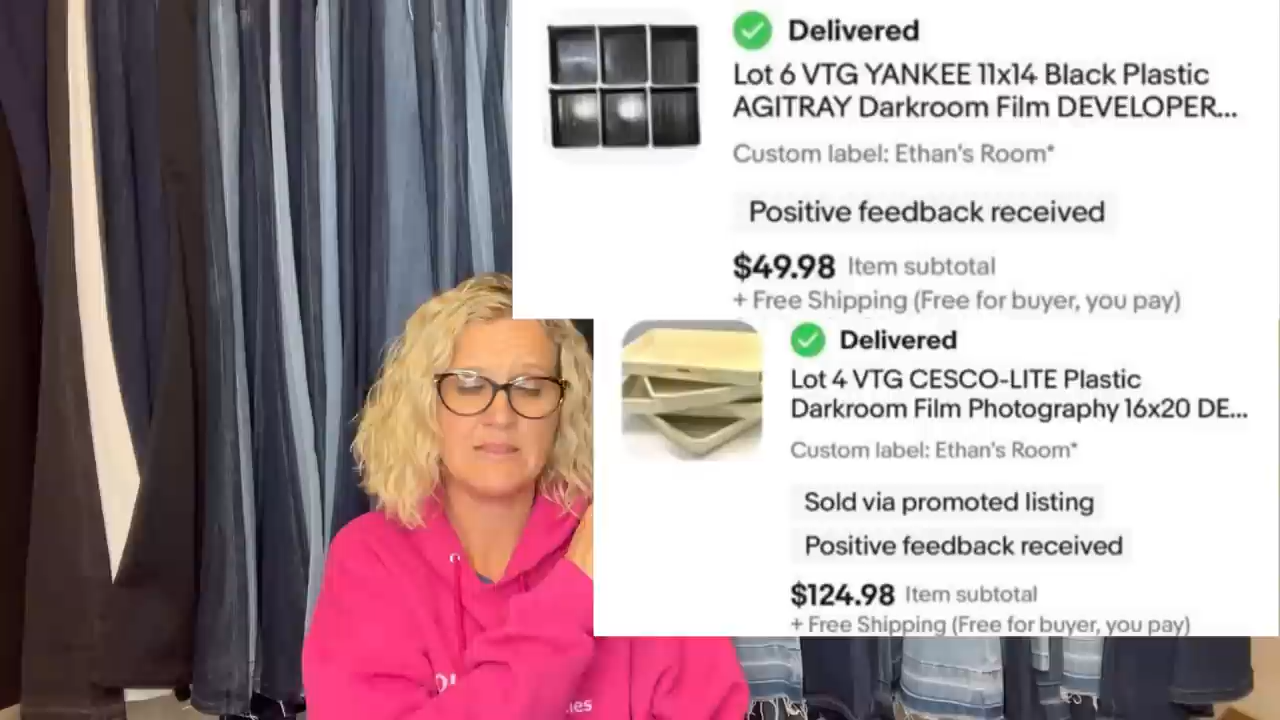 Delivered
Lot 6 VTG YANKEE 11x14 Black Plastic
AGITRAY Darkroom Film DEVELOPER...
Custom label: Ethan's Room*
Positive feedback received
$49.98 Item subtotal
+ Free Shipping (Free for buyer, you pay)
Delivered
Lot 4 VTG CESCO-LITE Plastic
Darkroom Film Photography 16x20 DE...
Custom label: Ethan's Room*
Sold via promoted listing
Positive feedback received
$124.98 Item subtotal
+ Free Shipping (Free for buyer, you pay)